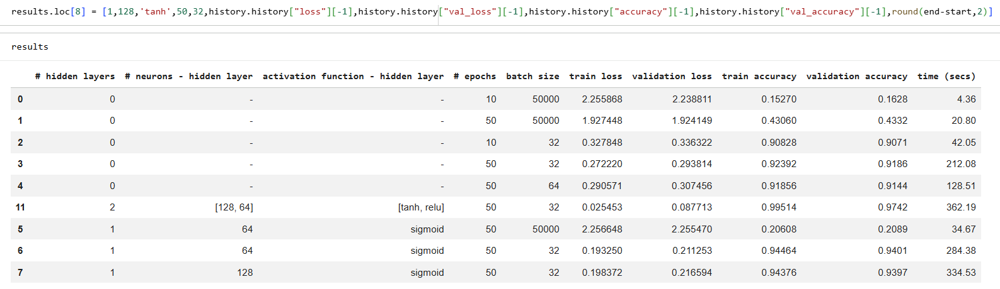 results.loc[8] = [1,128,'tanh',50,32,history.history["loss"][-1],history.history["val_loss"][-1],history.history["accuracy"][-1],history.history["val_accuracy"][-1],round(end-start,2)]
results
# hidden layers # neurons - hidden layer activation function - hidden layer # epochs batch size train loss validation loss train accuracy validation accuracy time (secs)
0 0 - - 10 50000 2.255868 2.238811 0.15270 0.1628 4.36
1 0 - - 50 50000 1.927448 1.924149 0.43060 0.4332 20.80
2 0 - - 10 32 0.327848 0.336322 0.90828 0.9071 42.05
3 0 - - 50 32 0.272220 0.293814 0.92392 0.9186 212.08
4 0 - - 50 64 0.290571 0.307456 0.91856 0.9144 128.51
11 2 [128, 64] [tanh, relu] 50 32 0.025453 0.087713 0.99514 0.9742 362.19
5 1 64 sigmoid 50 50000 2.256648 2.255470 0.20608 0.2089 34.67
6 1 64 sigmoid 50 32 0.193250 0.211253 0.94464 0.9401 284.38
7 1 128 sigmoid 50 32 0.198372 0.216594 0.94376 0.9397 334.53